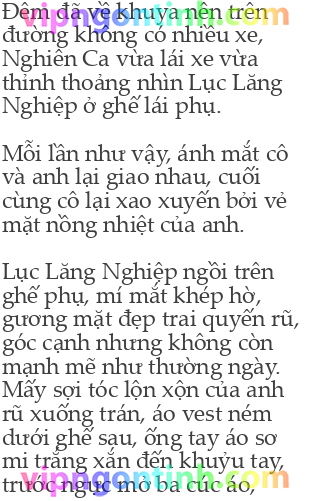 Đêm đã về khuya nên trên
vipngontinh.com
đường không có nhiều xe,
Nghiên Ca vừa lái xe vừa
thỉnh thoảng nhìn Lục Lăng
Nghiệp ở ghế lái phụ.
Mỗi lần như vậy, ánh mắt cô
và anh lại giao nhau, cuối
cùng cô lại xao xuyến bởi vẻ
mặt nồng nhiệt của anh.
Lục Lăng Nghiệp ngồi trên
ghế phụ, mí mắt khép hờ,
gương mặt đẹp trai quyến rũ,
góc cạnh nhưng không còn
mạnh mẽ như thường ngày.
Mấy sợi tóc lộn xộn của anh
rũ xuống trán, áo vest ném
dưới ghế sau, ống tay áo sơ
mi trắng xắn đến khuỷu tay,
vipngontinh.com
trước ngực mở ba cúc áo,